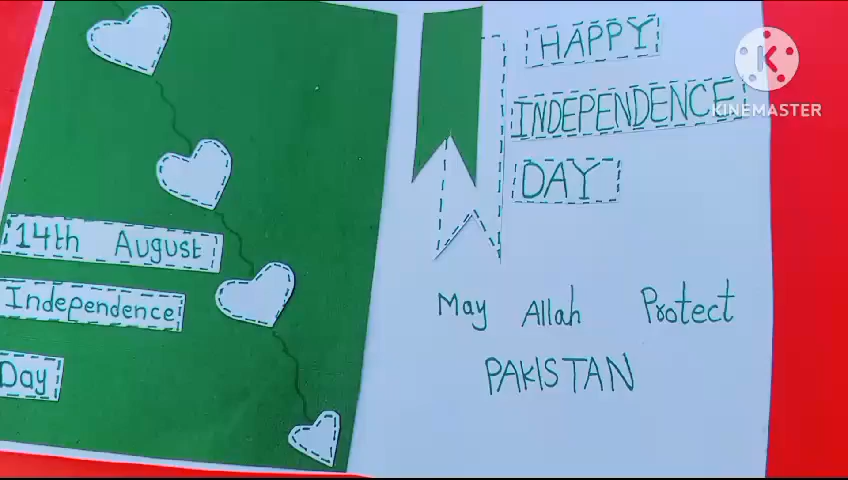 14th August
Independence
Day
HAPPY
INDEPENDENCE
DAY
May Allah Protect
PAKISTAN
KINEMASTER